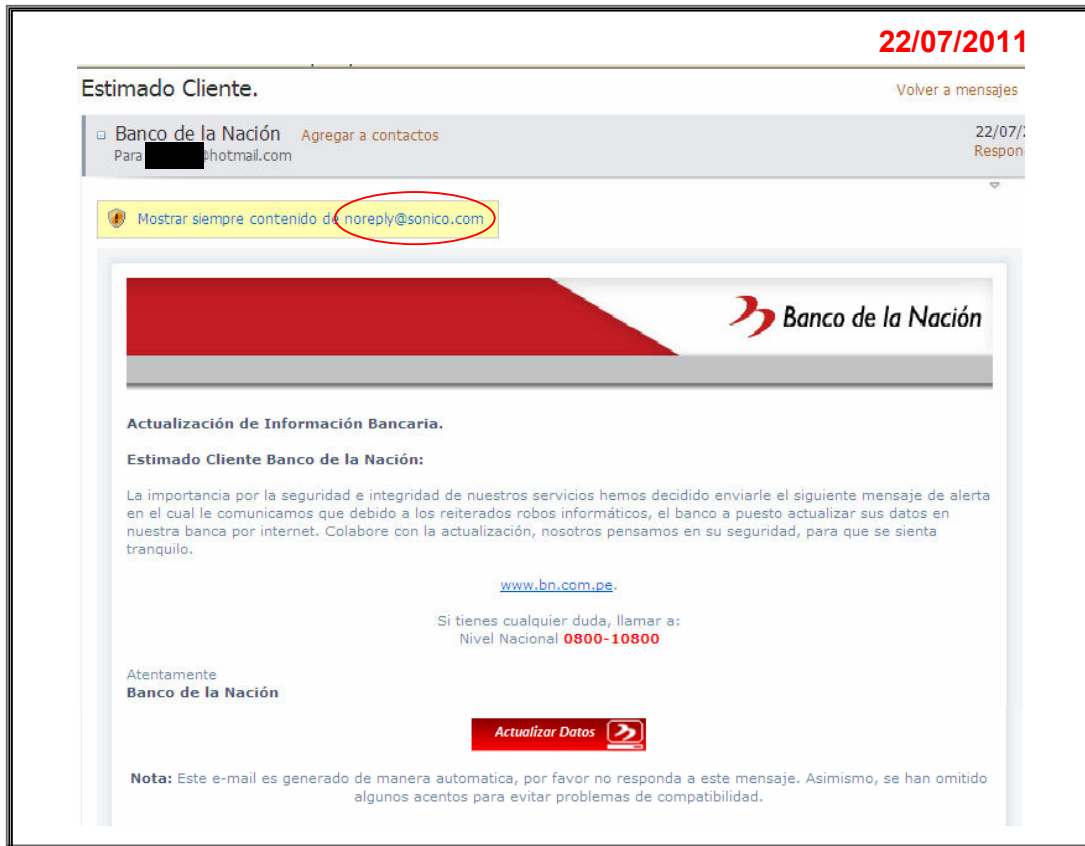 22/07/2011
Estimado Cliente.
Volver a mensajes
Banco de la Nación Agregar a contactos
22/07/
Para @hotmail.com
Respon
Mostrar siempre contenido de noreply@sonico.com
Banco de la Nación
Actualización de Información Bancaria.
Estimado Cliente Banco de la Nación:
La importancia por la seguridad e integridad de nuestros servicios hemos decidido enviarle el siguiente mensaje de alerta
en el cual le comunicamos que debido a los reiterados robos informáticos, el banco a puesto actualizar sus datos en
nuestra banca por internet. Colabore con la actualización, nosotros pensamos en su seguridad, para que se sienta
tranquilo.
www.bn.com.pe.
Si tienes cualquier duda, llamar a:
Nivel Nacional 0800-10800
Atentamente
Banco de la Nación
Actualizar Datos
Nota: Este e-mail es generado de manera automatica, por favor no responda a este mensaje. Asimismo, se han omitido
algunos acentos para evitar problemas de compatibilidad.